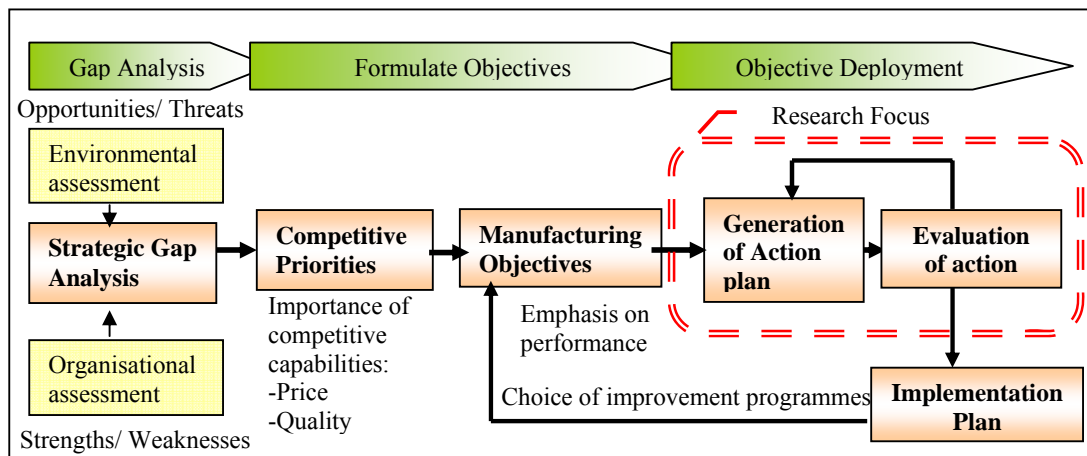 Gap Analysis
Formulate Objectives
Objective Deployment
Opportunities/ Threats
Research Focus
Environmental
assessment
Strategic Gap
Analysis
Competitive
Priorities
Manufacturing
Objectives
Generation
of Action
plan
Evaluation
of action
Importance of
competitive
capabilities:
-Price
-Quality
Emphasis on
performance
Organisational
assessment
Strengths/ Weaknesses
Choice of improvement programmes
Implementation
Plan